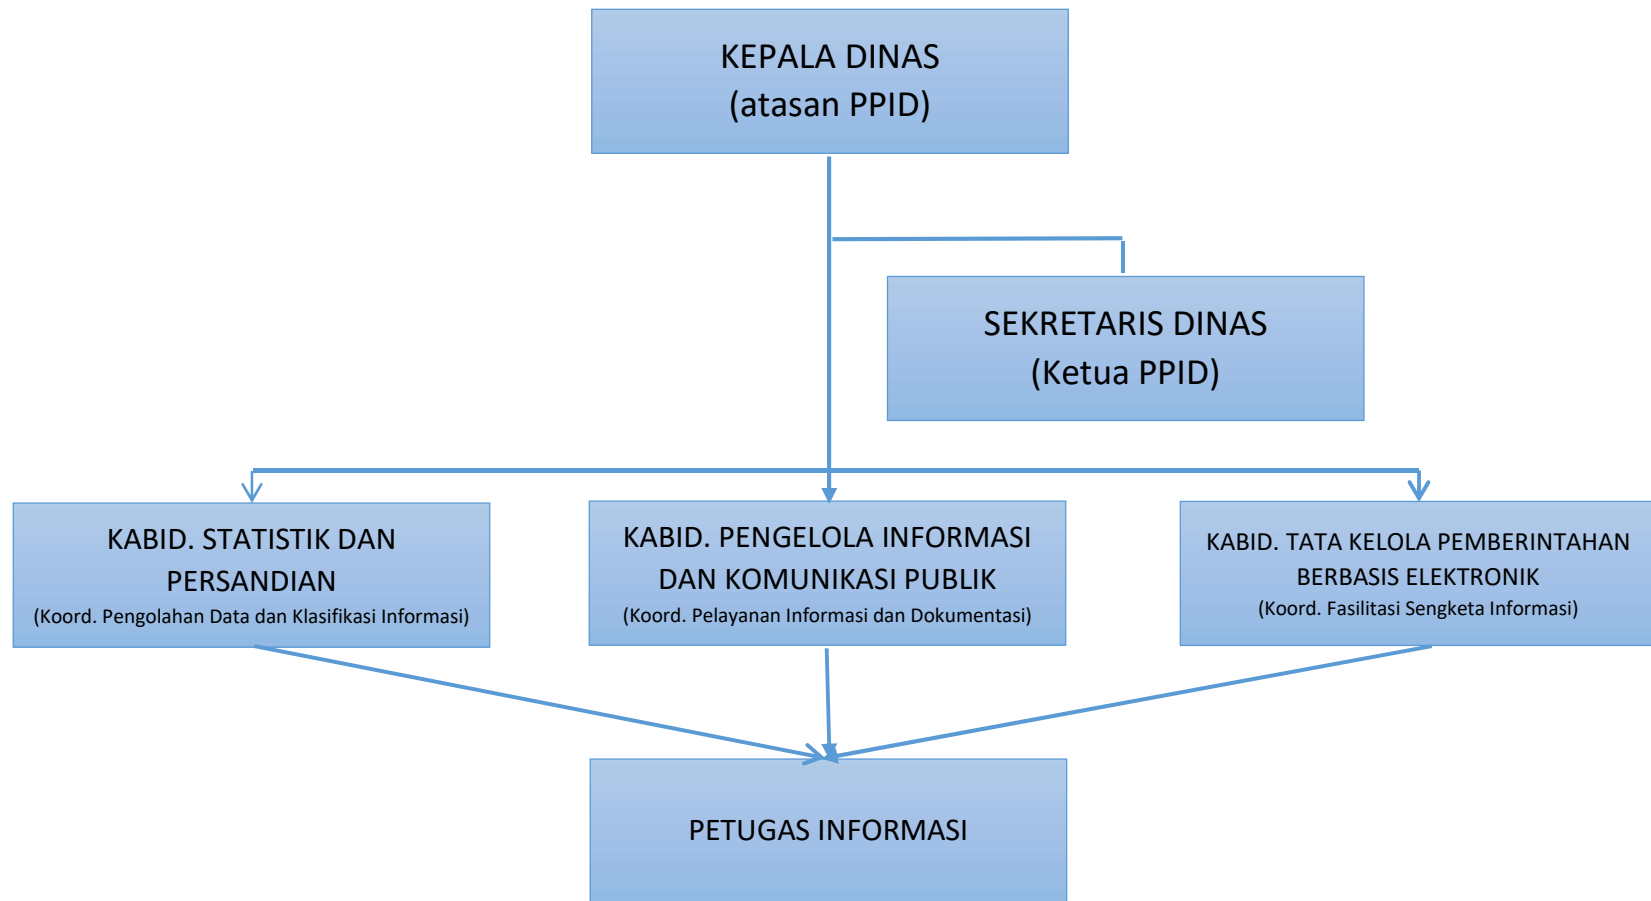 KEPALA DINAS
(atasan PPID)
SEKRETARIS DINAS
(Ketua PPID)
KABID. STATISTIK DAN
PERSANDIAN
(Koord. Pengolahan Data dan Klasifikasi Informasi)
KABID. PENGELOLA INFORMASI
DAN KOMUNIKASI PUBLIK
(Koord. Pelayanan Informasi dan Dokumentasi)
KABID. TATA KELOLA PEMBERINTAHAN
BERBASIS ELEKTRONIK
(Koord. Fasilitasi Sengketa Informasi)
PETUGAS INFORMASI